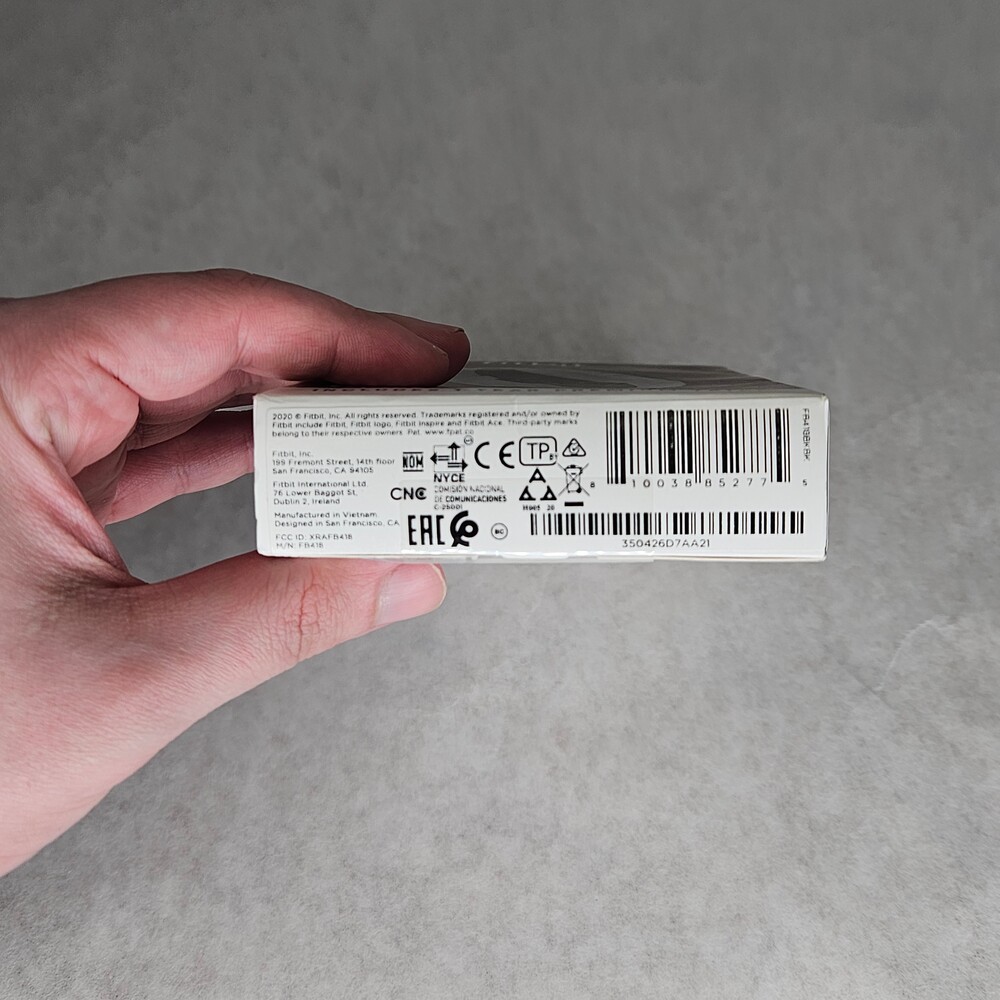 2020 © Fitbit, Inc. All rights reserved. Trademarks registered and/or owned by
Fitbit include Fitbit, Fitbit logo, Fitbit Inspire and Fitbit Ace. Third-party marks
belong to their respective owners. Pat. www.fpat.co
Fitbit, Inc.
199 Fremont Street, 14th floor
San Francisco, CA 94105
Fitbit International Ltd.
76 Lower Baggot St,
Dublin 2, Ireland
Manufactured in Vietnam
Designed in San Francisco, CA
FCC ID: XRAFB418
M/N: FB418
NOM
NYCE
CNC
COMISIÓN NACIONAL
DE COMUNICACIONES
C-25001
CE
TP
EAC
BC
8 10038 85277 5
FB418BKBK
350426D7AA21